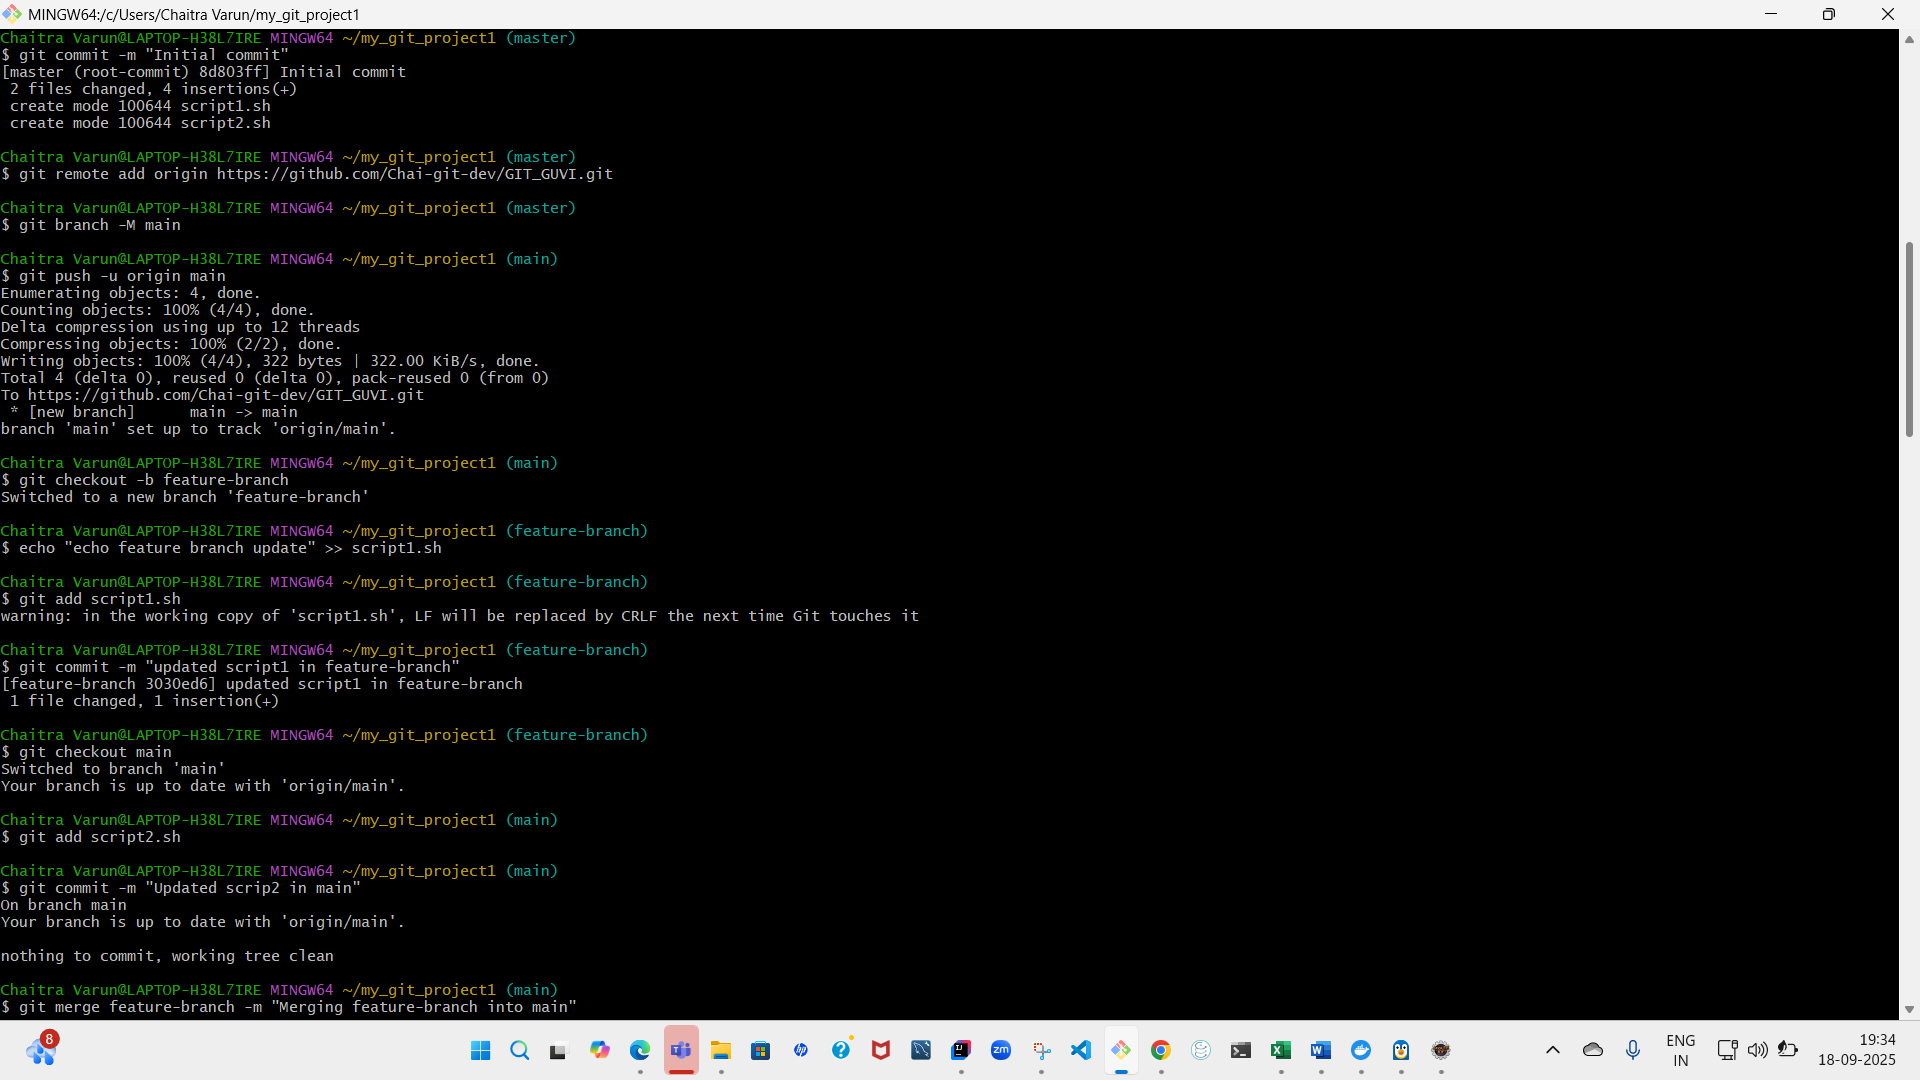 MINGW64:/c/Users/Chaitra Varun/my_git_project1
Chaitra Varun@LAPTOP-H38L7IRE MINGW64 ~/my_git_project1 (master)
$ git commit -m "Initial commit"
[master (root-commit) 8d803ff] Initial commit
 2 files changed, 4 insertions(+)
 create mode 100644 script1.sh
 create mode 100644 script2.sh
Chaitra Varun@LAPTOP-H38L7IRE MINGW64 ~/my_git_project1 (master)
$ git remote add origin https://github.com/Chai-git-dev/GIT_GUVI.git
Chaitra Varun@LAPTOP-H38L7IRE MINGW64 ~/my_git_project1 (master)
$ git branch -M main
Chaitra Varun@LAPTOP-H38L7IRE MINGW64 ~/my_git_project1 (main)
$ git push -u origin main
Enumerating objects: 4, done.
Counting objects: 100% (4/4), done.
Delta compression using up to 12 threads
Compressing objects: 100% (2/2), done.
Writing objects: 100% (4/4), 322 bytes | 322.00 KiB/s, done.
Total 4 (delta 0), reused 0 (delta 0), pack-reused 0 (from 0)
To https://github.com/Chai-git-dev/GIT_GUVI.git
 * [new branch]      main -> main
branch 'main' set up to track 'origin/main'.
Chaitra Varun@LAPTOP-H38L7IRE MINGW64 ~/my_git_project1 (main)
$ git checkout -b feature-branch
Switched to a new branch 'feature-branch'
Chaitra Varun@LAPTOP-H38L7IRE MINGW64 ~/my_git_project1 (feature-branch)
$ echo "echo feature branch update" >> script1.sh
Chaitra Varun@LAPTOP-H38L7IRE MINGW64 ~/my_git_project1 (feature-branch)
$ git add script1.sh
warning: in the working copy of 'script1.sh', LF will be replaced by CRLF the next time Git touches it
Chaitra Varun@LAPTOP-H38L7IRE MINGW64 ~/my_git_project1 (feature-branch)
$ git commit -m "updated script1 in feature-branch"
[feature-branch 3030ed6] updated script1 in feature-branch
 1 file changed, 1 insertion(+)
Chaitra Varun@LAPTOP-H38L7IRE MINGW64 ~/my_git_project1 (feature-branch)
$ git checkout main
Switched to branch 'main'
Your branch is up to date with 'origin/main'.
Chaitra Varun@LAPTOP-H38L7IRE MINGW64 ~/my_git_project1 (main)
$ git add script2.sh
Chaitra Varun@LAPTOP-H38L7IRE MINGW64 ~/my_git_project1 (main)
$ git commit -m "Updated scrip2 in main"
On branch main
Your branch is up to date with 'origin/main'.
nothing to commit, working tree clean
Chaitra Varun@LAPTOP-H38L7IRE MINGW64 ~/my_git_project1 (main)
$ git merge feature-branch -m "Merging feature-branch into main"
8
hp
zm
ENG
IN
19:34
18-09-2025